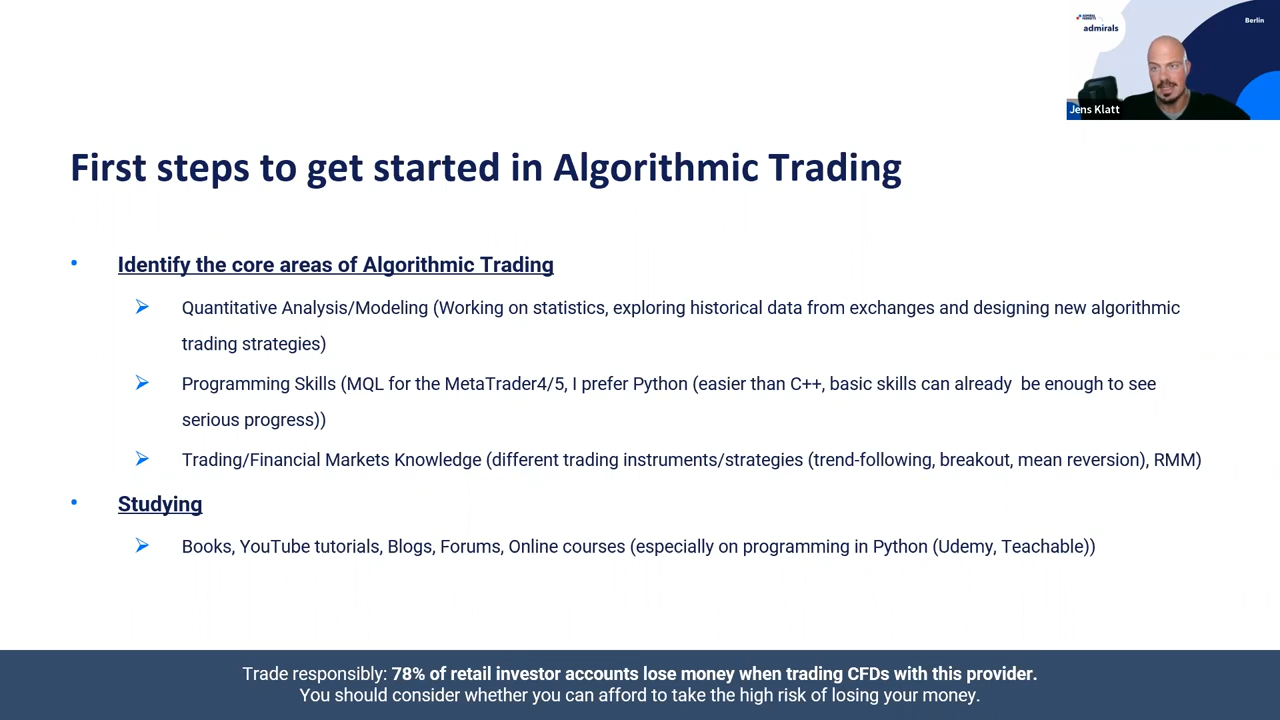 ADMIRAL MARKETS
admirals
Berlin
Jens Klatt
First steps to get started in Algorithmic Trading
Identify the core areas of Algorithmic Trading
Quantitative Analysis/Modeling (Working on statistics, exploring historical data from exchanges and designing new algorithmic
trading strategies)
Programming Skills (MQL for the MetaTrader4/5, I prefer Python (easier than C++, basic skills can already  be enough to see
serious progress))
Trading/Financial Markets Knowledge (different trading instruments/strategies (trend-following, breakout, mean reversion), RMM)
Studying
Books, YouTube tutorials, Blogs, Forums, Online courses (especially on programming in Python (Udemy, Teachable))
Trade responsibly: 78% of retail investor accounts lose money when trading CFDs with this provider.
You should consider whether you can afford to take the high risk of losing your money.